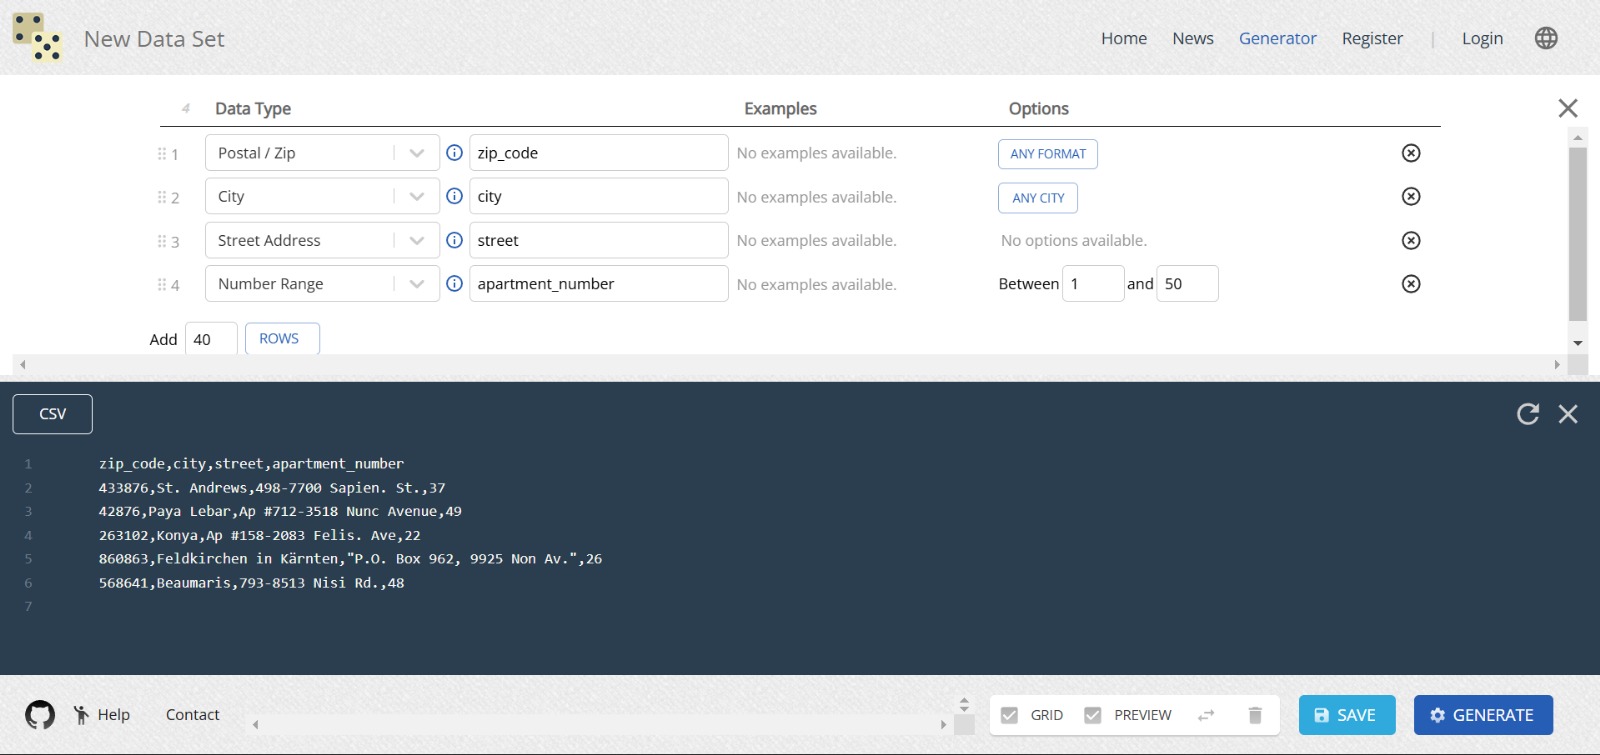 New Data Set Home News Generator Register | Login
4 Data Type Examples Options
1 Postal / Zip zip_code No examples available. ANY FORMAT
2 City city No examples available. ANY CITY
3 Street Address street No examples available. No options available.
4 Number Range apartment_number No examples available. Between 1 and 50
Add 40 ROWS
CSV
1 zip_code,city,street,apartment_number
2 433876,St. Andrews,498-7700 Sapien. St.,37
3 42876,Paya Lebar,Ap #712-3518 Nunc Avenue,49
4 263102,Konya,Ap #158-2083 Felis. Ave,22
5 860863,Feldkirchen in Kärnten,"P.O. Box 962, 9925 Non Av.",26
6 568641,Beaumaris,793-8513 Nisi Rd.,48
7
Help Contact GRID PREVIEW SAVE GENERATE